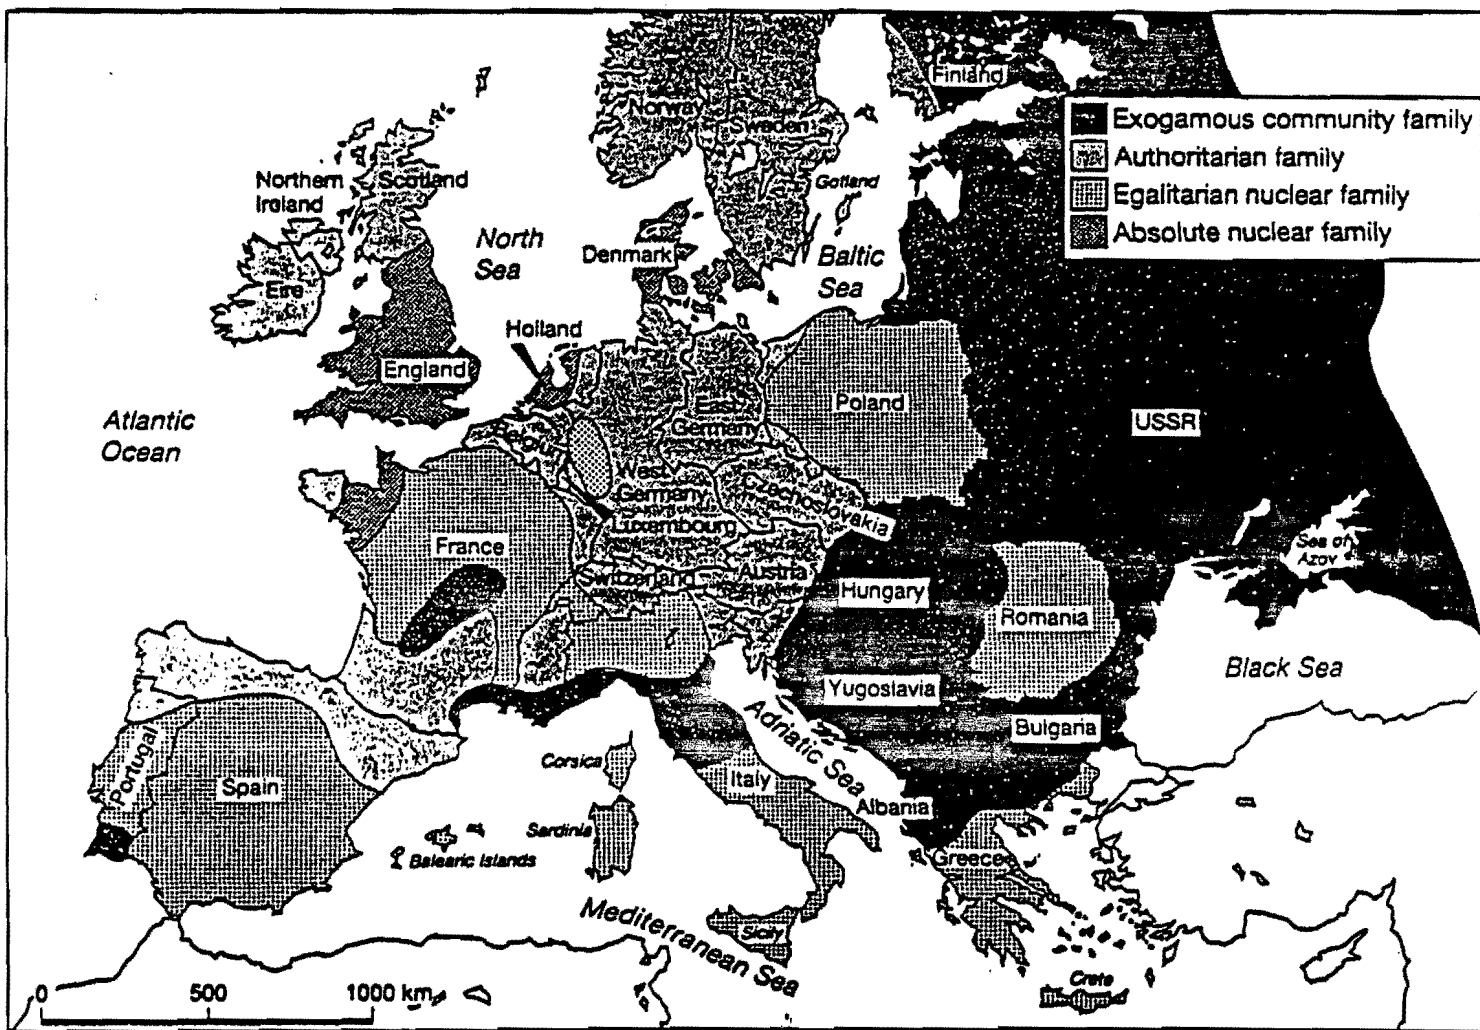 Finland
Norway
Sweden
Exogamous community family
Authoritarian family
Egalitarian nuclear family
Absolute nuclear family
Northern
Ireland
Scotland
Gotland
North
Sea
Denmark
Baltic
Sea
Eire
Holland
England
Atlantic
Ocean
Belgium
East
Germany
Poland
USSR
West
Germany
Czechoslovakia
Luxembourg
France
Sea of
Azov
Switzerland
Austria
Hungary
Romania
Black Sea
Yugoslavia
Bulgaria
Adriatic Sea
Portugal
Spain
Corsica
Italy
Albania
Sardinia
Balearic Islands
Greece
Mediterranean Sea
Sicily
Crete
0 500 1000 km